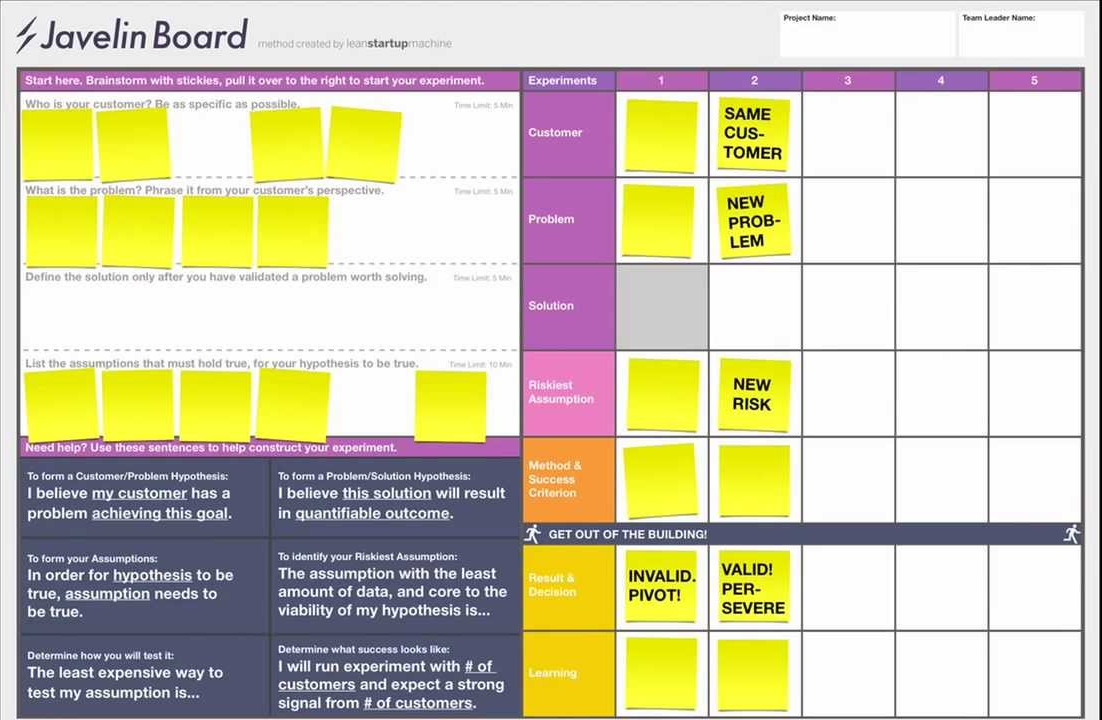 Javelin Board
method created by leanstartupmachine
Project Name:
Team Leader Name:
Start here. Brainstorm with stickies, pull it over to the right to start your experiment.
Who is your customer? Be as specific as possible.
Time Limit: 5 Min
What is the problem? Phrase it from your customer's perspective.
Time Limit: 5 Min
Define the solution only after you have validated a problem worth solving.
Time Limit: 5 Min
List the assumptions that must hold true, for your hypothesis to be true.
Time Limit: 10 Min
Need help? Use these sentences to help construct your experiment.
To form a Customer/Problem Hypothesis:
I believe my customer has a
problem achieving this goal.
To form a Problem/Solution Hypothesis:
I believe this solution will result
in quantifiable outcome.
To form your Assumptions:
In order for hypothesis to be
true, assumption needs to
be true.
To identify your Riskiest Assumption:
The assumption with the least
amount of data, and core to the
viability of my hypothesis is...
Determine how you will test it:
The least expensive way to
test my assumption is...
Determine what success looks like:
I will run experiment with # of
customers and expect a strong
signal from # of customers.
Experiments
1
2
3
4
5
Customer
SAME
CUS-
TOMER
Problem
NEW
PROB-
LEM
Solution
Riskiest
Assumption
NEW
RISK
Method &
Success
Criterion
GET OUT OF THE BUILDING!
Result &
Decision
INVALID.
PIVOT!
VALID!
PER-
SEVERE
Learning